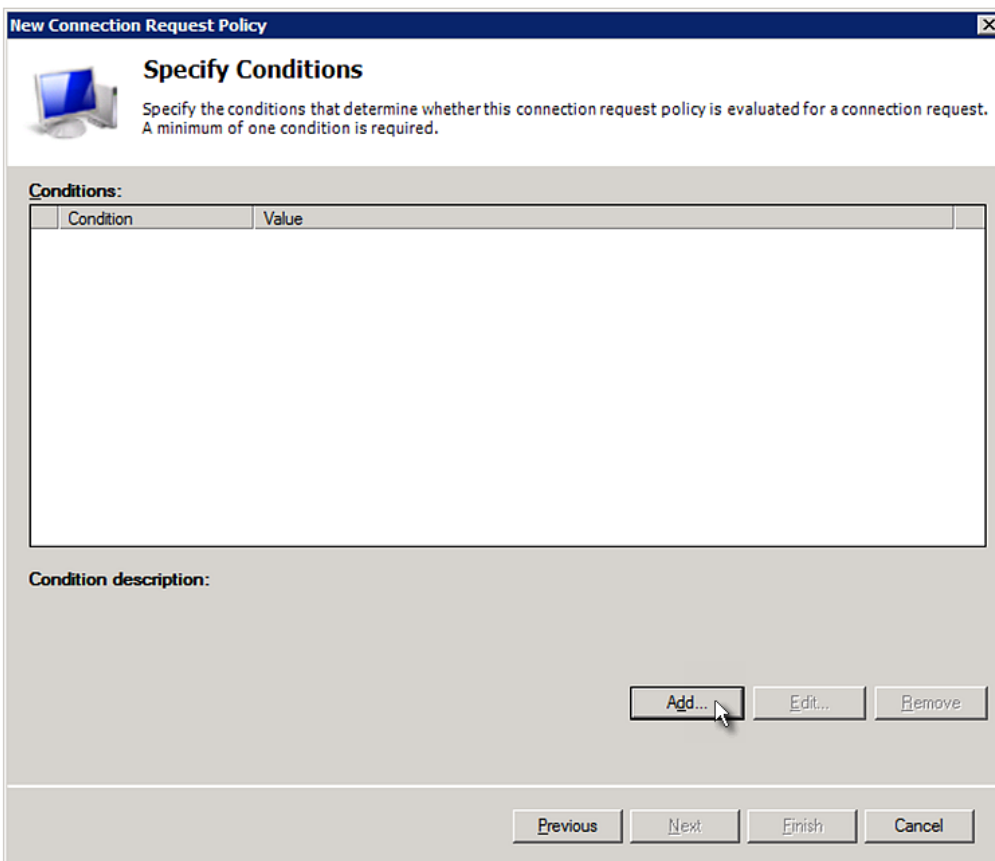 New Connection Request Policy
Specify Conditions
Specify the conditions that determine whether this connection request policy is evaluated for a connection request.
A minimum of one condition is required.
Conditions:
Condition Value
Condition description:
Add... Edit... Remove
Previous Next Finish Cancel